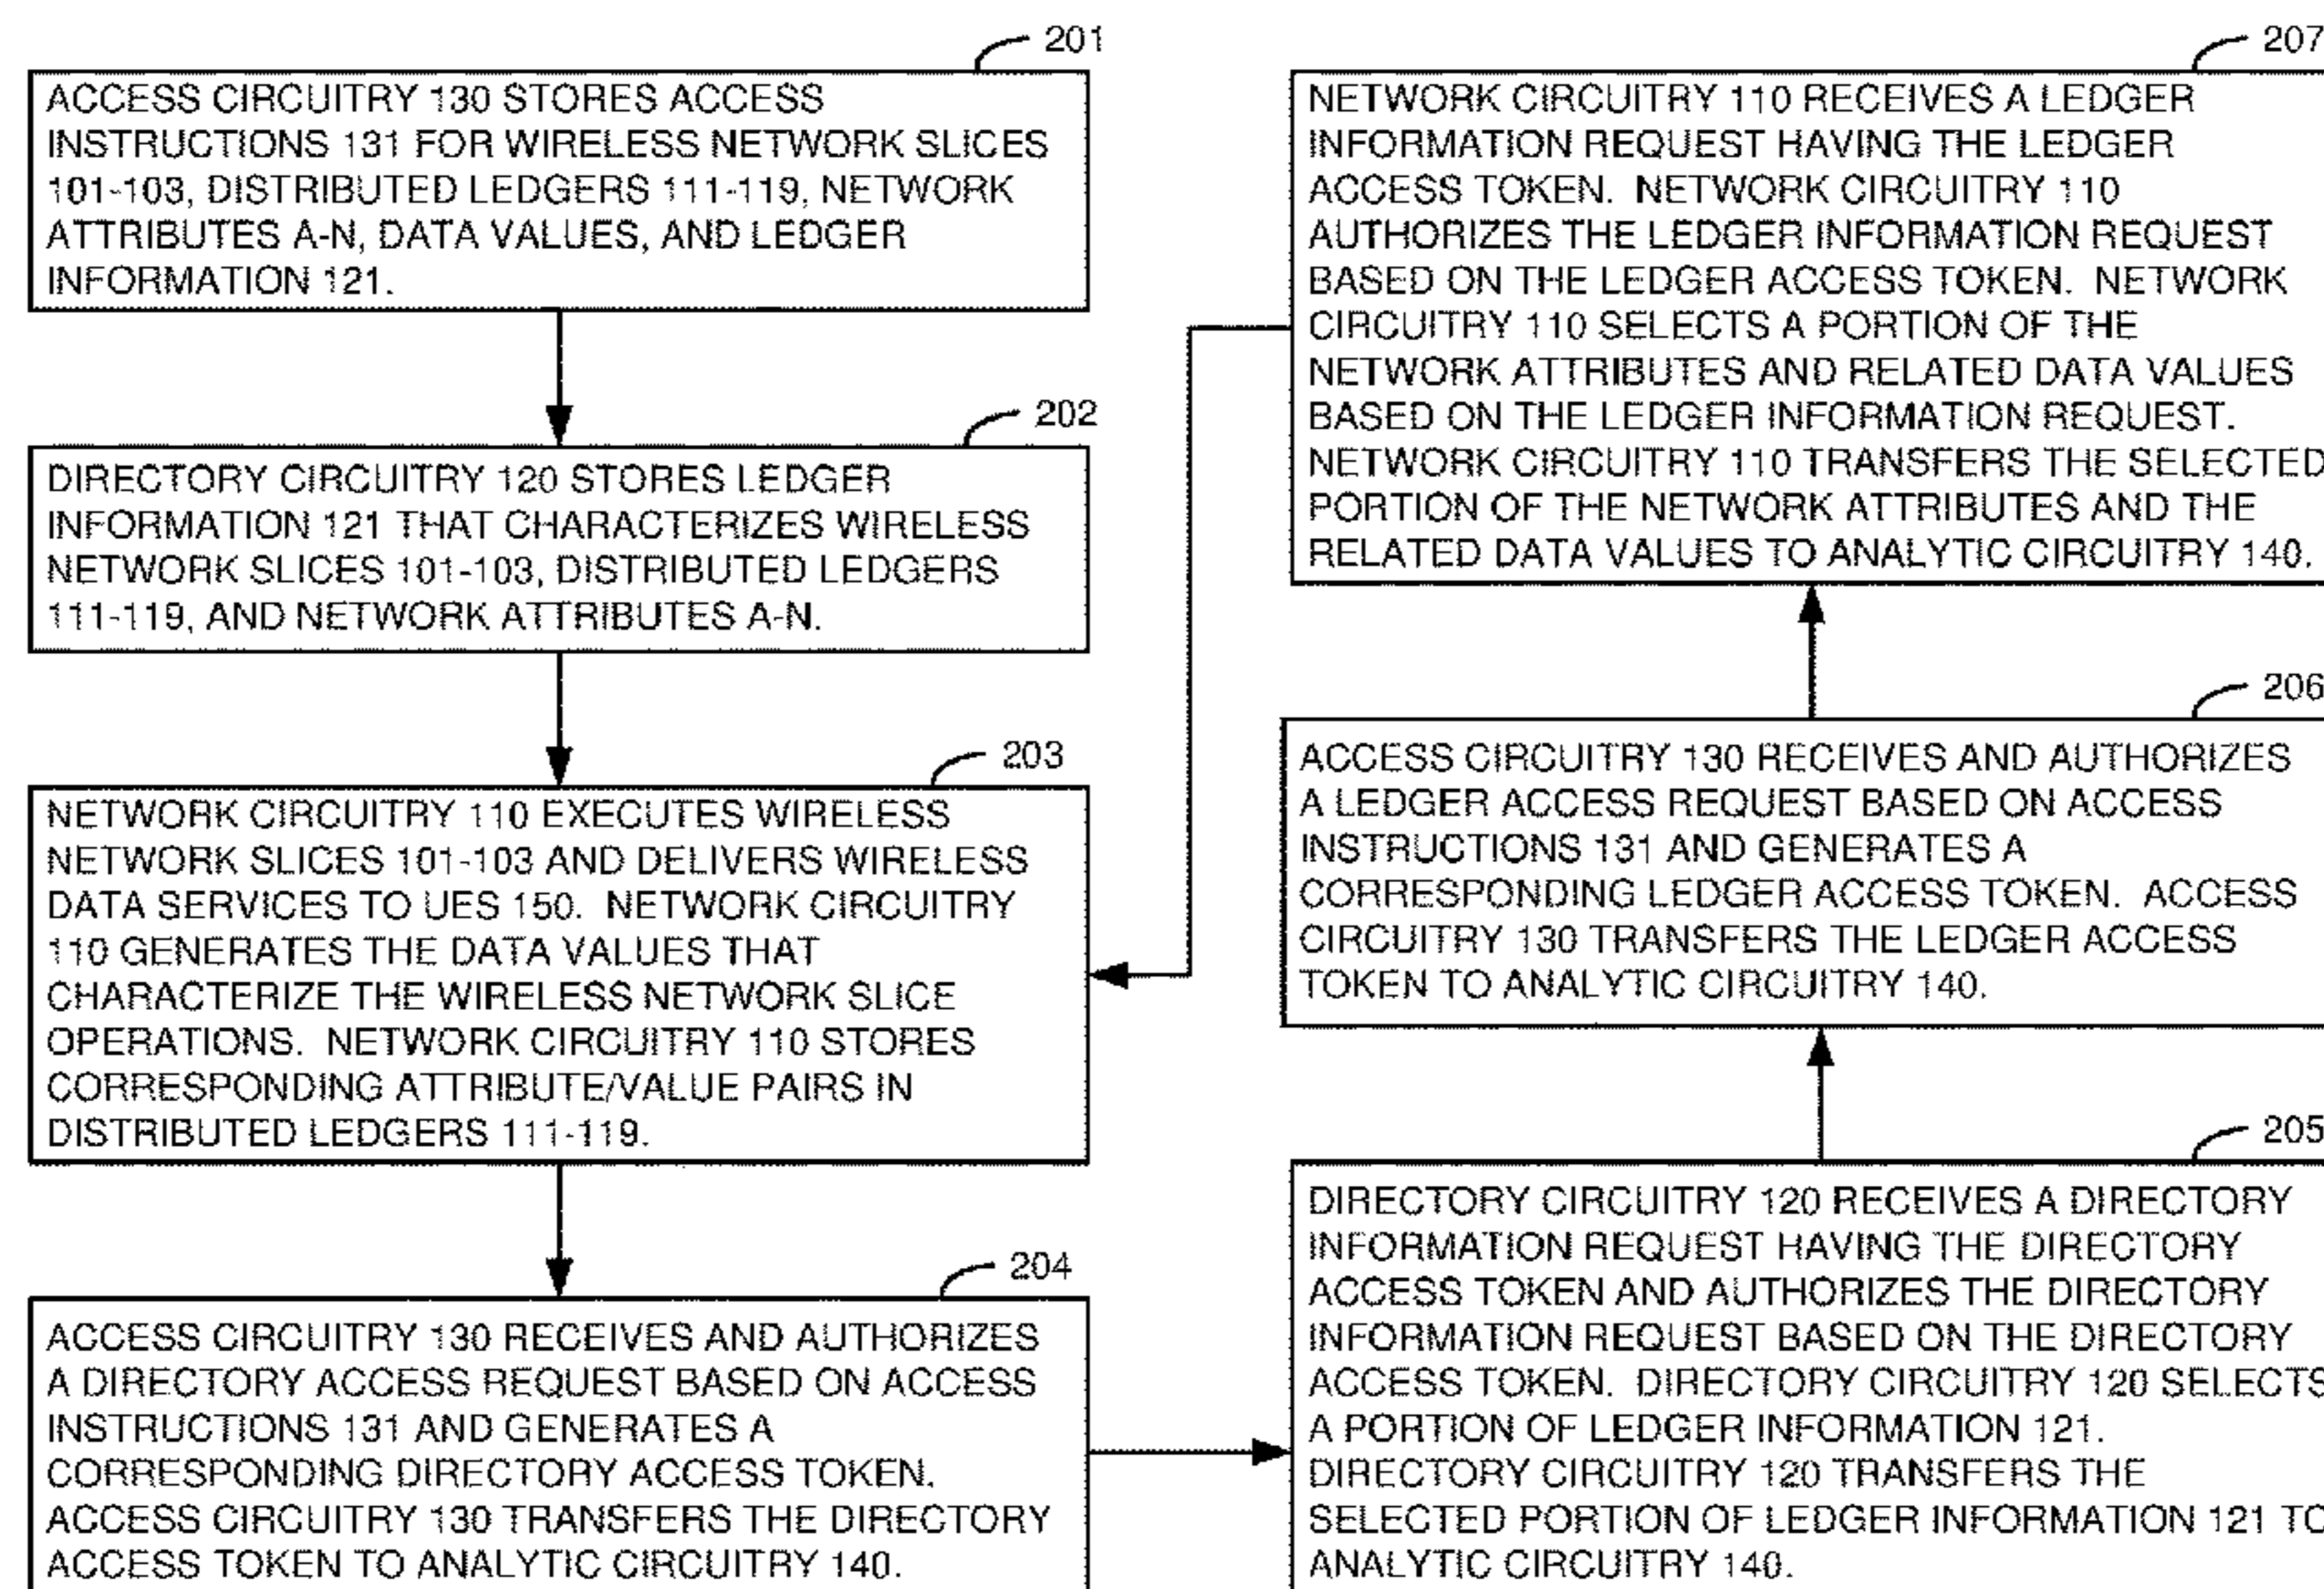 201
ACCESS CIRCUITRY 130 STORES ACCESS
INSTRUCTIONS 131 FOR WIRELESS NETWORK SLICES
101-103, DISTRIBUTED LEDGERS 111-119, NETWORK
ATTRIBUTES A-N, DATA VALUES, AND LEDGER
INFORMATION 121.
202
DIRECTORY CIRCUITRY 120 STORES LEDGER
INFORMATION 121 THAT CHARACTERIZES WIRELESS
NETWORK SLICES 101-103, DISTRIBUTED LEDGERS
111-119, AND NETWORK ATTRIBUTES A-N.
203
NETWORK CIRCUITRY 110 EXECUTES WIRELESS
NETWORK SLICES 101-103 AND DELIVERS WIRELESS
DATA SERVICES TO UES 150. NETWORK CIRCUITRY
110 GENERATES THE DATA VALUES THAT
CHARACTERIZE THE WIRELESS NETWORK SLICE
OPERATIONS. NETWORK CIRCUITRY 110 STORES
CORRESPONDING ATTRIBUTE/VALUE PAIRS IN
DISTRIBUTED LEDGERS 111-119.
204
ACCESS CIRCUITRY 130 RECEIVES AND AUTHORIZES
A DIRECTORY ACCESS REQUEST BASED ON ACCESS
INSTRUCTIONS 131 AND GENERATES A
CORRESPONDING DIRECTORY ACCESS TOKEN.
ACCESS CIRCUITRY 130 TRANSFERS THE DIRECTORY
ACCESS TOKEN TO ANALYTIC CIRCUITRY 140.
205
DIRECTORY CIRCUITRY 120 RECEIVES A DIRECTORY
INFORMATION REQUEST HAVING THE DIRECTORY
ACCESS TOKEN AND AUTHORIZES THE DIRECTORY
INFORMATION REQUEST BASED ON THE DIRECTORY
ACCESS TOKEN. DIRECTORY CIRCUITRY 120 SELECTS
A PORTION OF LEDGER INFORMATION 121.
DIRECTORY CIRCUITRY 120 TRANSFERS THE
SELECTED PORTION OF LEDGER INFORMATION 121 TO
ANALYTIC CIRCUITRY 140.
206
ACCESS CIRCUITRY 130 RECEIVES AND AUTHORIZES
A LEDGER ACCESS REQUEST BASED ON ACCESS
INSTRUCTIONS 131 AND GENERATES A
CORRESPONDING LEDGER ACCESS TOKEN. ACCESS
CIRCUITRY 130 TRANSFERS THE LEDGER ACCESS
TOKEN TO ANALYTIC CIRCUITRY 140.
207
NETWORK CIRCUITRY 110 RECEIVES A LEDGER
INFORMATION REQUEST HAVING THE LEDGER
ACCESS TOKEN. NETWORK CIRCUITRY 110
AUTHORIZES THE LEDGER INFORMATION REQUEST
BASED ON THE LEDGER ACCESS TOKEN. NETWORK
CIRCUITRY 110 SELECTS A PORTION OF THE
NETWORK ATTRIBUTES AND RELATED DATA VALUES
BASED ON THE LEDGER INFORMATION REQUEST.
NETWORK CIRCUITRY 110 TRANSFERS THE SELECTED
PORTION OF THE NETWORK ATTRIBUTES AND THE
RELATED DATA VALUES TO ANALYTIC CIRCUITRY 140.